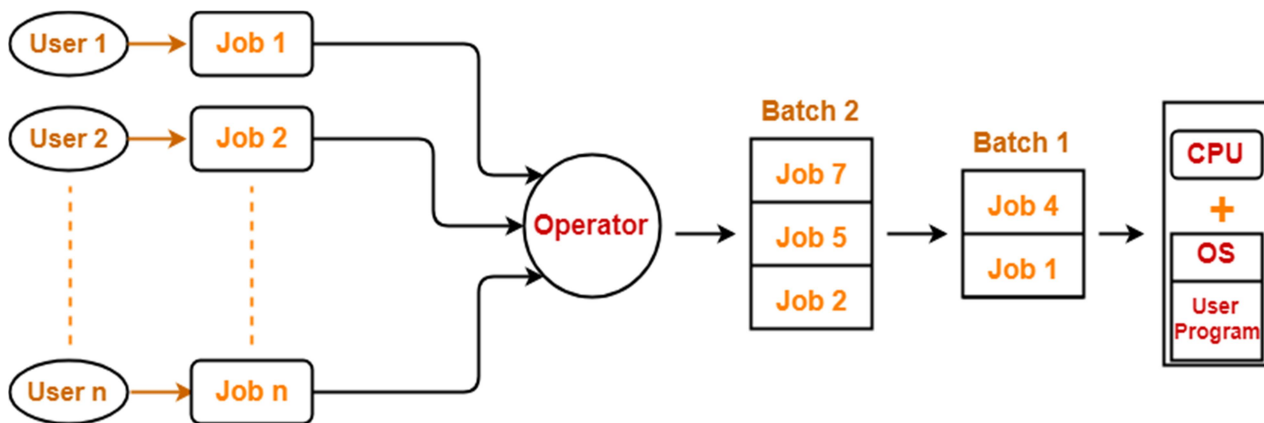 User 1
Job 1
User 2
Job 2
User n
Job n
Operator
Batch 2
Job 7
Job 5
Job 2
Batch 1
Job 4
Job 1
CPU
+
OS
User
Program